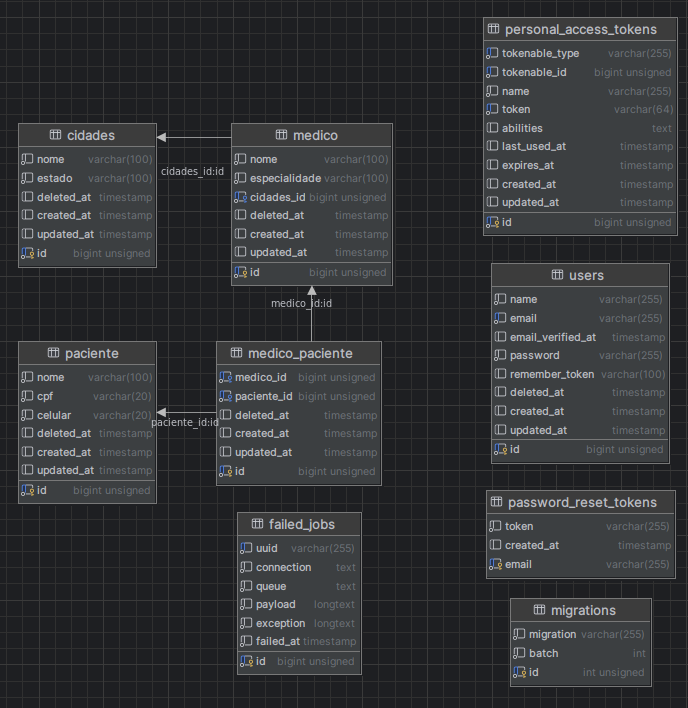 cidades
nome varchar(100)
estado varchar(100)
deleted_at timestamp
created_at timestamp
updated_at timestamp
id bigint unsigned
cidades_id:id
medico
nome varchar(100)
especialidade varchar(100)
cidades_id bigint unsigned
deleted_at timestamp
created_at timestamp
updated_at timestamp
id bigint unsigned
medico_id:id
paciente
nome varchar(100)
cpf varchar(20)
celular varchar(20)
deleted_at timestamp
created_at timestamp
updated_at timestamp
id bigint unsigned
paciente_id:id
medico_paciente
medico_id bigint unsigned
paciente_id bigint unsigned
deleted_at timestamp
created_at timestamp
updated_at timestamp
id bigint unsigned
failed_jobs
uuid varchar(255)
connection text
queue text
payload longtext
exception longtext
failed_at timestamp
id bigint unsigned
personal_access_tokens
tokenable_type varchar(255)
tokenable_id bigint unsigned
name varchar(255)
token varchar(64)
abilities text
last_used_at timestamp
expires_at timestamp
created_at timestamp
updated_at timestamp
id bigint unsigned
users
name varchar(255)
email varchar(255)
email_verified_at timestamp
password varchar(255)
remember_token varchar(100)
deleted_at timestamp
created_at timestamp
updated_at timestamp
id bigint unsigned
password_reset_tokens
token varchar(255)
created_at timestamp
email varchar(255)
migrations
migration varchar(255)
batch int
id int unsigned